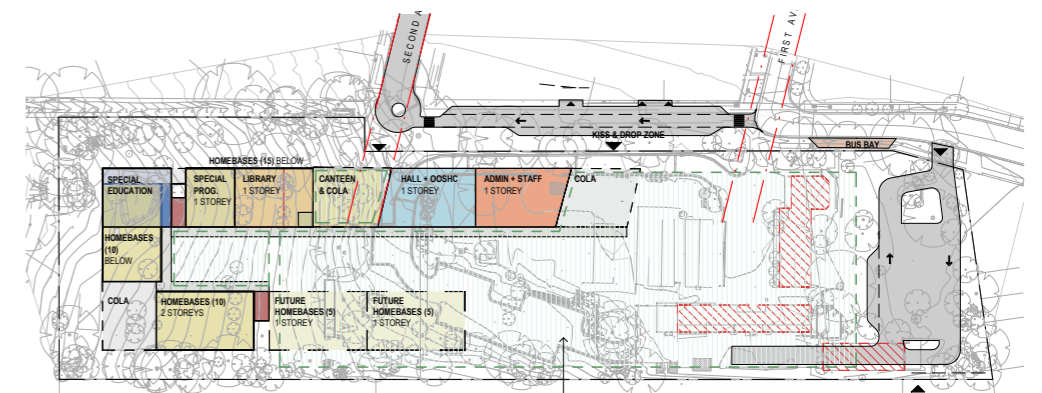 SECOND A
FIRST AV.
KISS & DROP ZONE
BUS BAY
HOMEBASES (15) BELOW
SPECIAL
EDUCATION
SPECIAL
PROG.
1 STOREY
LIBRARY
1 STOREY
CANTEEN
& COLA
HALL + OOSHC
1 STOREY
ADMIN + STAFF
1 STOREY
COLA
HOMEBASES
(10)
BELOW
COLA
HOMEBASES (10)
2 STOREYS
FUTURE
HOMEBASES (5)
1 STOREY
FUTURE
HOMEBASES (5)
1 STOREY